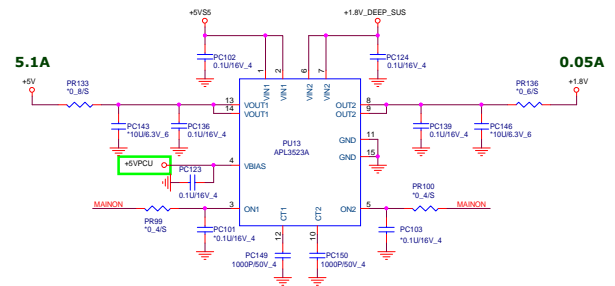 +5VS5
+1.8V_DEEP_SUS
PC102
0.1U/16V_4
PC124
0.1U/16V_4
5.1A
0.05A
+5V
+1.8V
PR133
*0_8/S
PR136
*0_6/S
1
2
6
7
VIN1
VIN1
VIN2
VIN2
13
14
VOUT1
VOUT1
8
9
OUT2
OUT2
PC143
*10U/6.3V_6
PC136
0.1U/16V_4
PC139
0.1U/16V_4
PC146
*10U/6.3V_6
PU13
APL3523A
11
15
GND
GND
+5VPCU
PC123
0.1U/16V_4
4
VBIAS
MAINON
PR99
*0_4/S
3
ON1
CT1
CT2
ON2
5
PR100
*0_4/S
MAINON
PC101
*0.1U/16V_4
12
10
PC103
*0.1U/16V_4
PC149
1000P/50V_4
PC150
1000P/50V_4